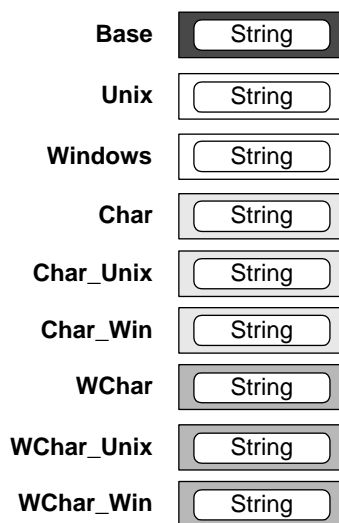 Base String
Unix String
Windows String
Char String
Char_Unix String
Char_Win String
WChar String
WChar_Unix String
WChar_Win String